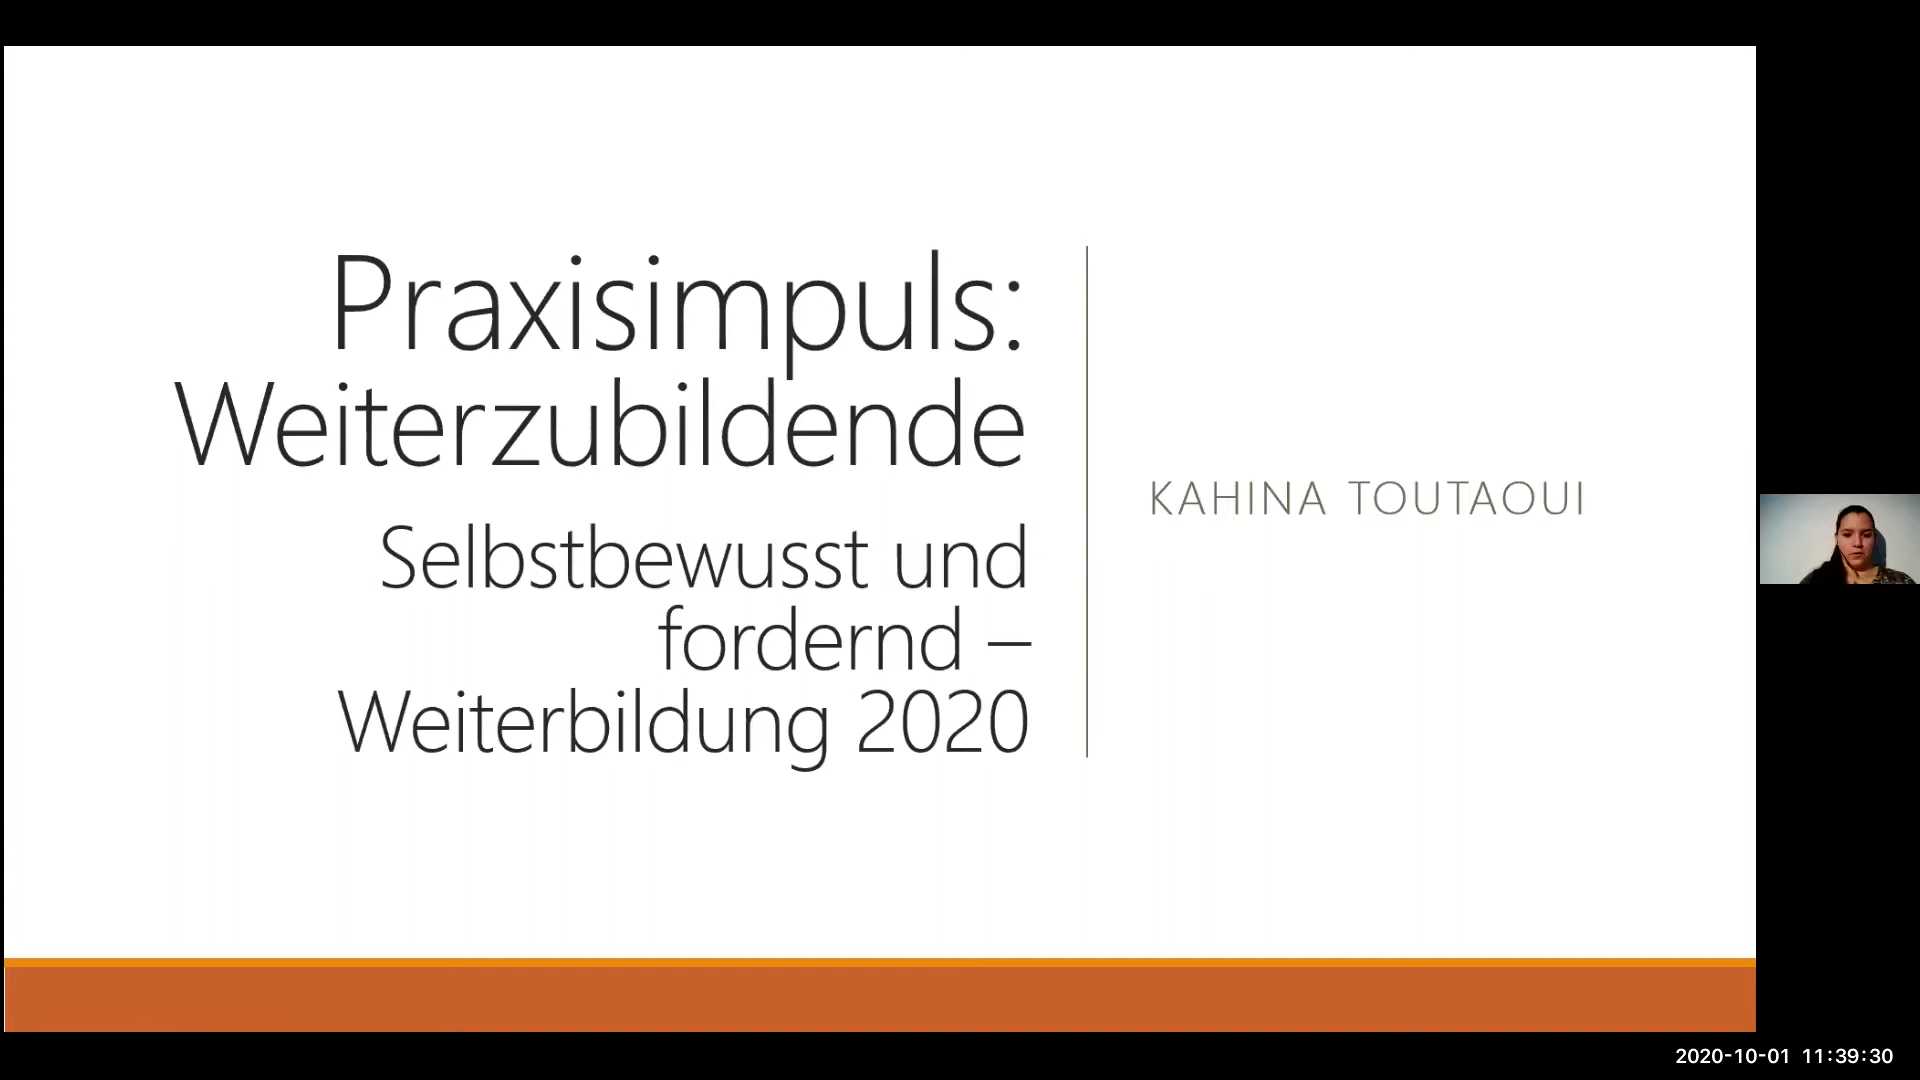 Praxisimpuls:
Weiterzubildende
Selbstbewusst und
fordernd –
Weiterbildung 2020
KAHINA TOUTAOUI
2020-10-01 11:39:30